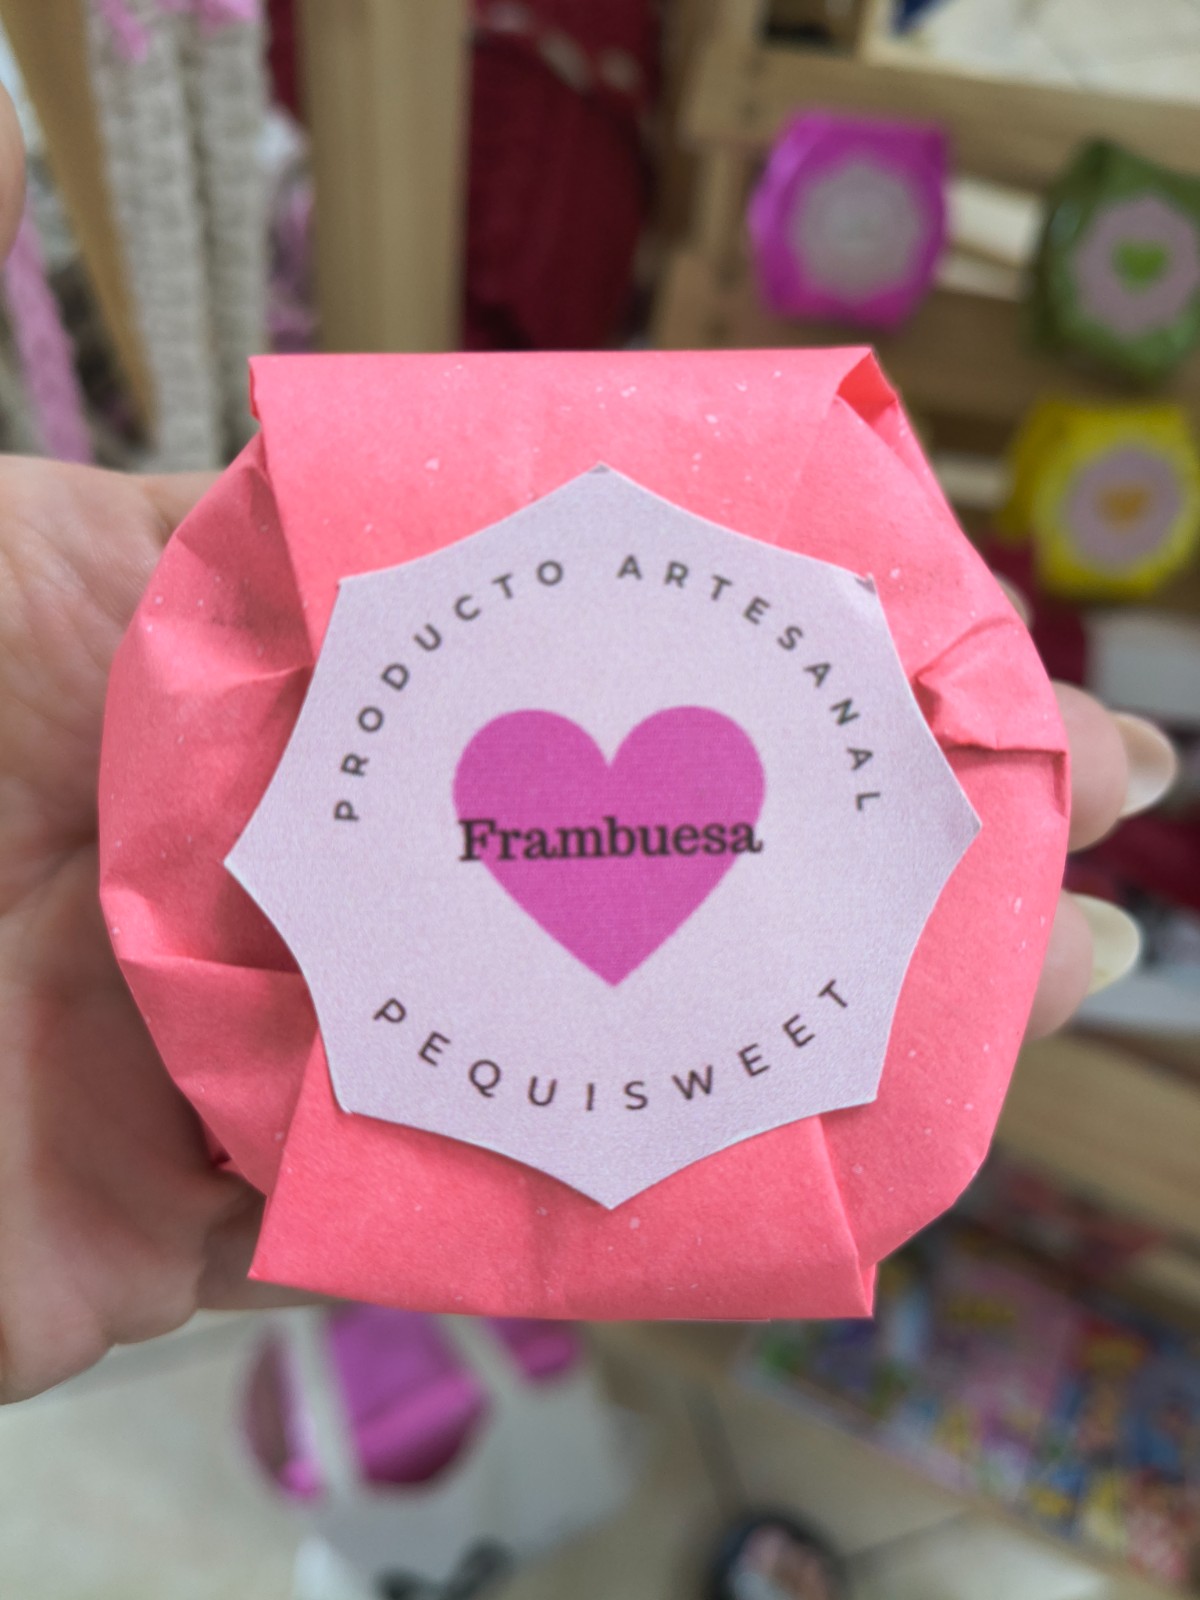 PRODUCTO ARTESANAL
Frambuesa
PEQUISWEET